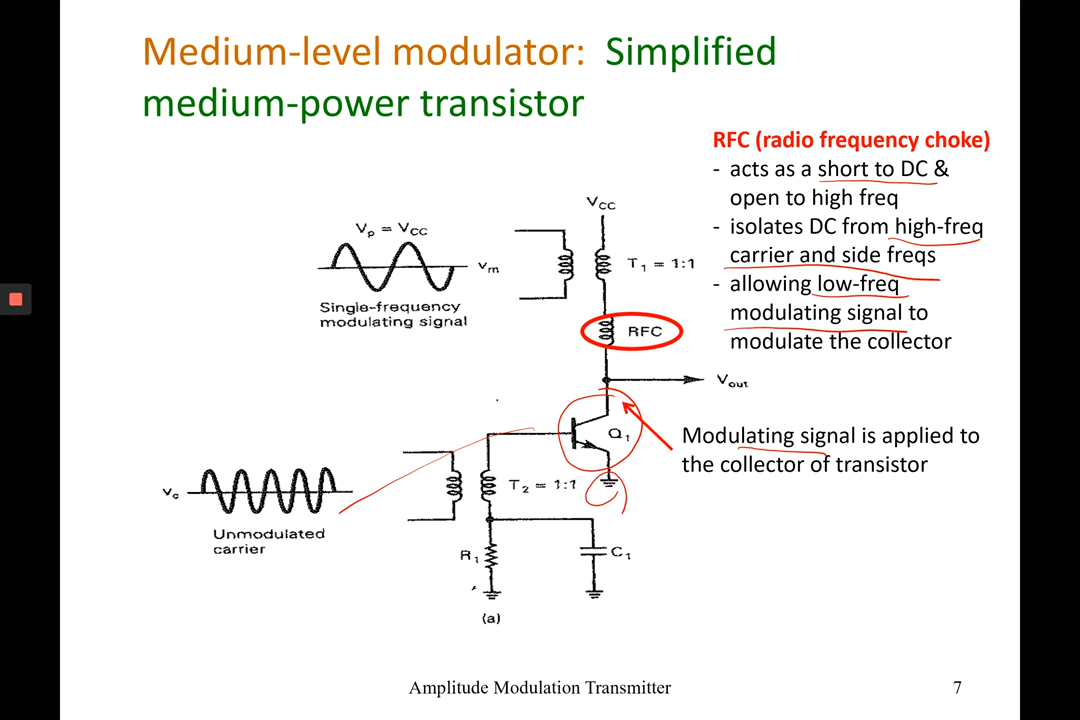 Medium-level modulator: Simplified
medium-power transistor
RFC (radio frequency choke)
- acts as a short to DC &
open to high freq
- isolates DC from high-freq
carrier and side freqs
- allowing low-freq
modulating signal to
modulate the collector
Vcc
Vp = Vcc
Vm
T1 = 1:1
Single-frequency
modulating signal
RFC
Vout
Q1
Modulating signal is applied to
the collector of transistor
Vc
T2 = 1:1
Unmodulated
carrier
R1
C1
(a)
Amplitude Modulation Transmitter
7